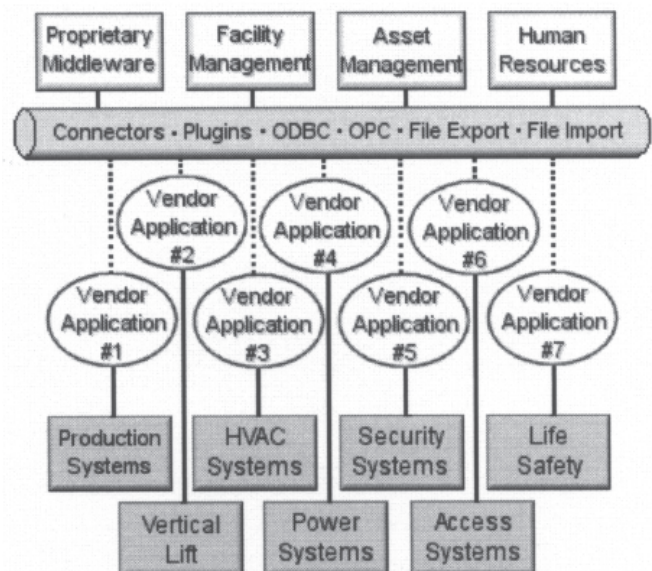 Proprietary
Middleware
Facility
Management
Asset
Management
Human
Resources
Connectors • Plugins • ODBC • OPC • File Export • File Import
Vendor
Application
#2
Vendor
Application
#4
Vendor
Application
#6
Vendor
Application
#1
Vendor
Application
#3
Vendor
Application
#5
Vendor
Application
#7
Production
Systems
HVAC
Systems
Security
Systems
Life
Safety
Vertical
Lift
Power
Systems
Access
Systems